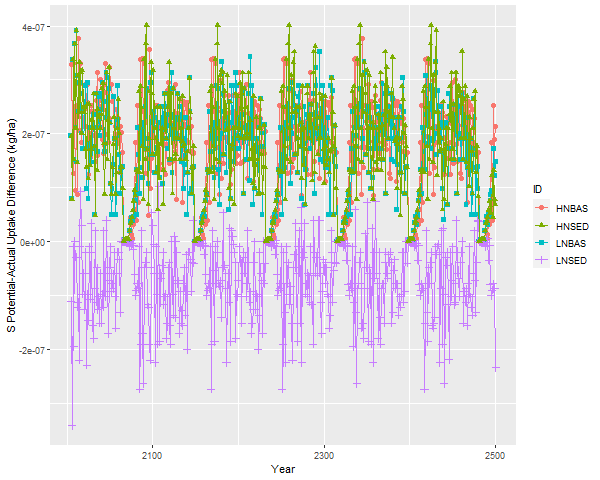 S Potential-Actual Uptake Difference (kg/ha)
4e-07
2e-07
0e+00
-2e-07
2100
2300
2500
Year
ID
HNBAS
HNSED
LNBAS
LNSED